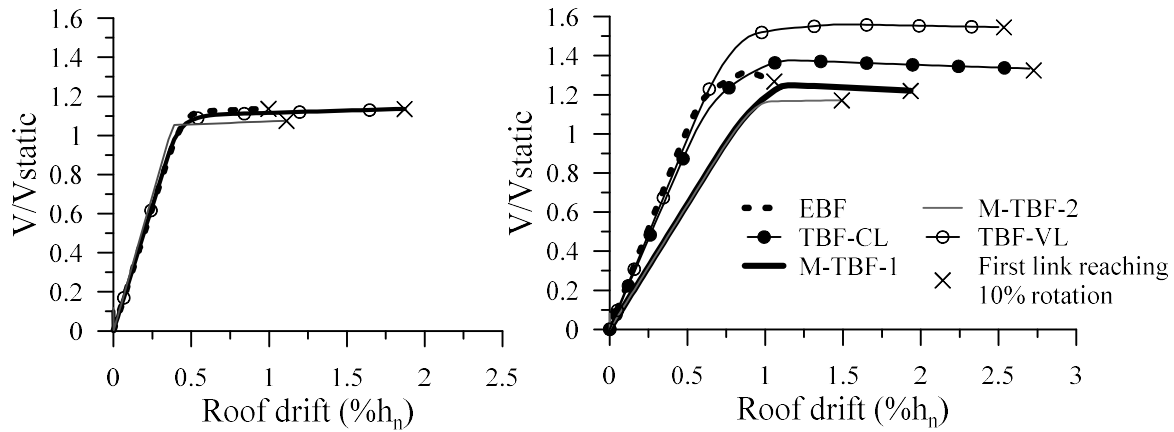 1.6
1.4
1.2
1
0.8
0.6
0.4
0.2
0
V/Vstatic
0 0.5 1 1.5 2 2.5
Roof drift (%hn)
1.6
1.4
1.2
1
0.8
0.6
0.4
0.2
0
V/Vstatic
EBF
TBF-CL
M-TBF-1
M-TBF-2
TBF-VL
First link reaching
10% rotation
0 0.5 1 1.5 2 2.5 3
Roof drift (%hn)